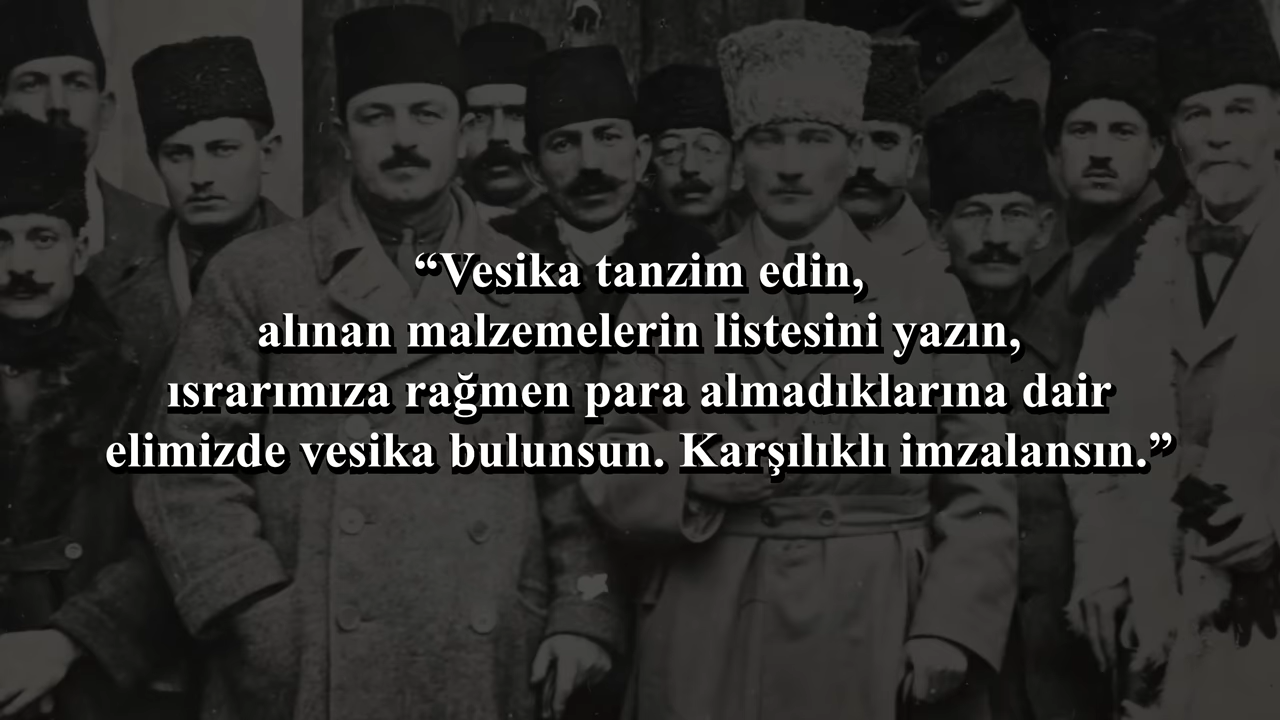 “Vesika tanzim edin,
alınan malzemelerin listesini yazın,
ısrarımıza rağmen para almadıklarına dair
elimizde vesika bulunsun. Karşılıklı imzalansın.”